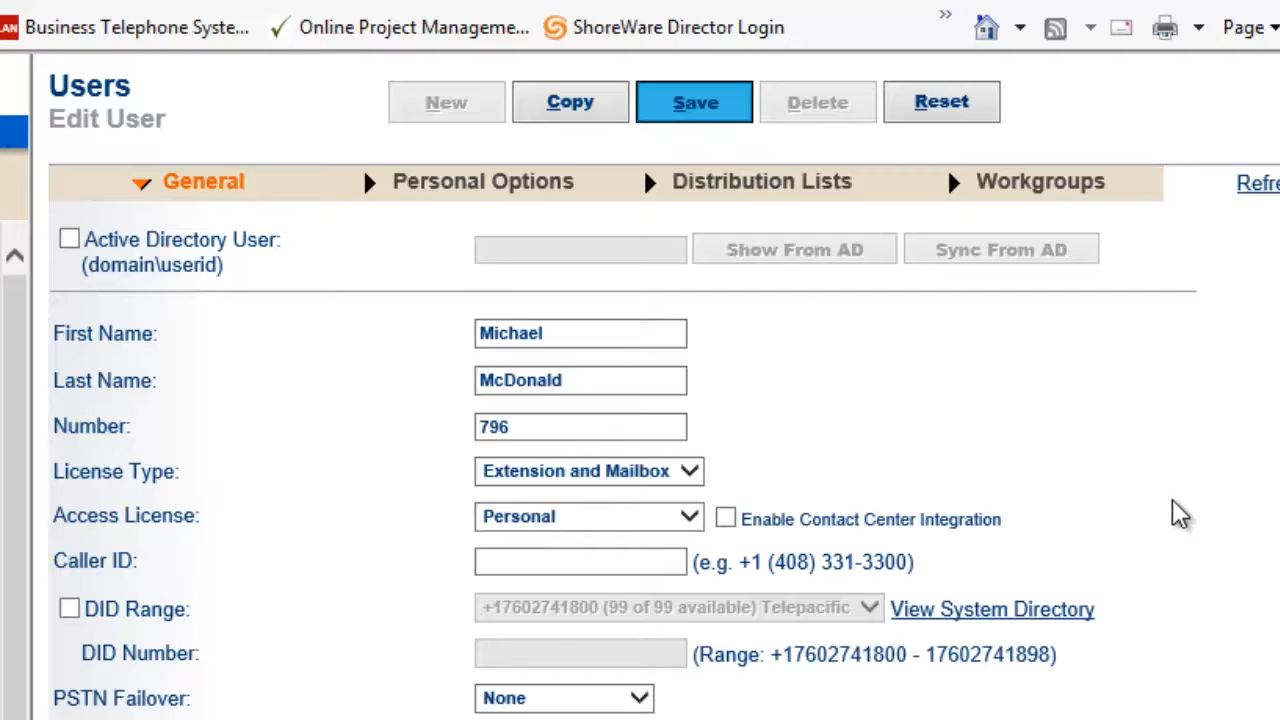 LAN Business Telephone Syste... Online Project Manageme... ShoreWare Director Login » Page
Users
Edit User
New Copy Save Delete Reset
General Personal Options Distribution Lists Workgroups Refre
Active Directory User:
(domain\userid)
Show From AD Sync From AD
First Name: Michael
Last Name: McDonald
Number: 796
License Type: Extension and Mailbox
Access License: Personal Enable Contact Center Integration
Caller ID: (e.g. +1 (408) 331-3300)
DID Range: +17602741800 (99 of 99 available) Telepacific View System Directory
DID Number: (Range: +17602741800 - 17602741898)
PSTN Failover: None